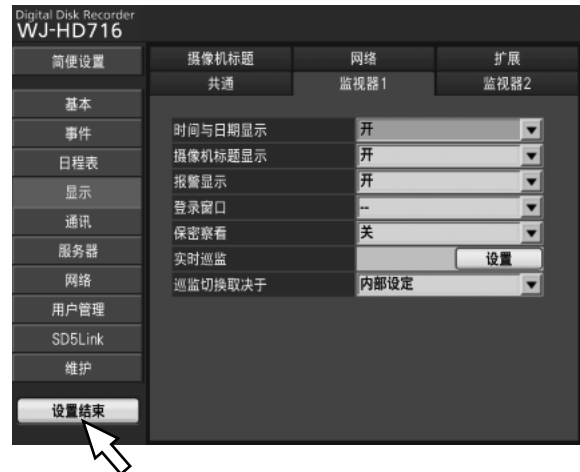 Digital Disk Recorder
WJ-HD716
简便设置
基本
事件
日程表
显示
通讯
服务器
网络
用户管理
SD5Link
维护
设置结束
摄像机标题 网络 扩展
共通 监视器1 监视器2
时间与日期显示 开
摄像机标题显示 开
报警显示 开
登录窗口 --
保密察看 关
实时巡监 设置
巡监切换取决于 内部设定